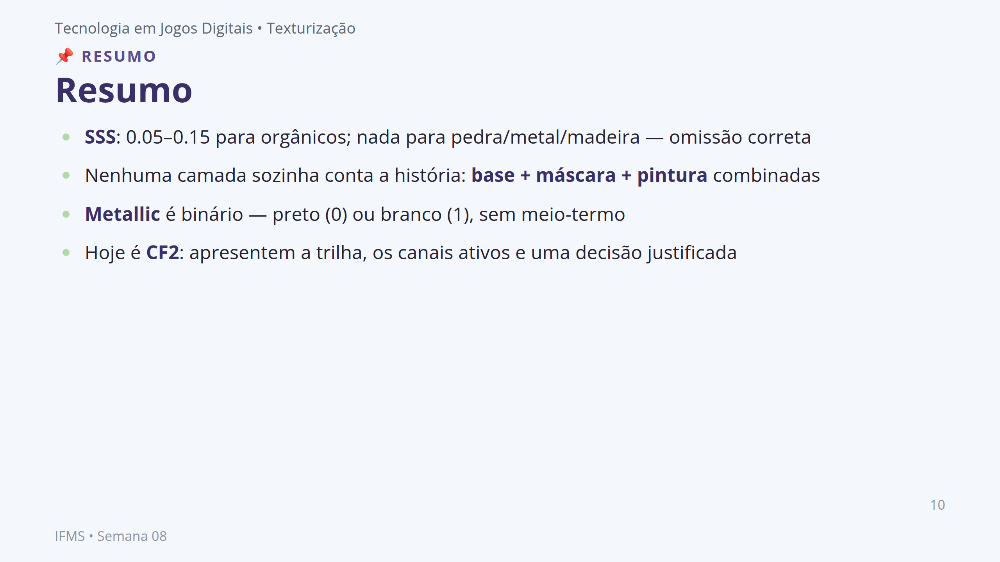 Tecnologia em Jogos Digitais • Texturização
📌 RESUMO
Resumo
• SSS: 0.05–0.15 para orgânicos; nada para pedra/metal/madeira — omissão correta
• Nenhuma camada sozinha conta a história: base + máscara + pintura combinadas
• Metallic é binário — preto (0) ou branco (1), sem meio-termo
• Hoje é CF2: apresentem a trilha, os canais ativos e uma decisão justificada
10
IFMS • Semana 08